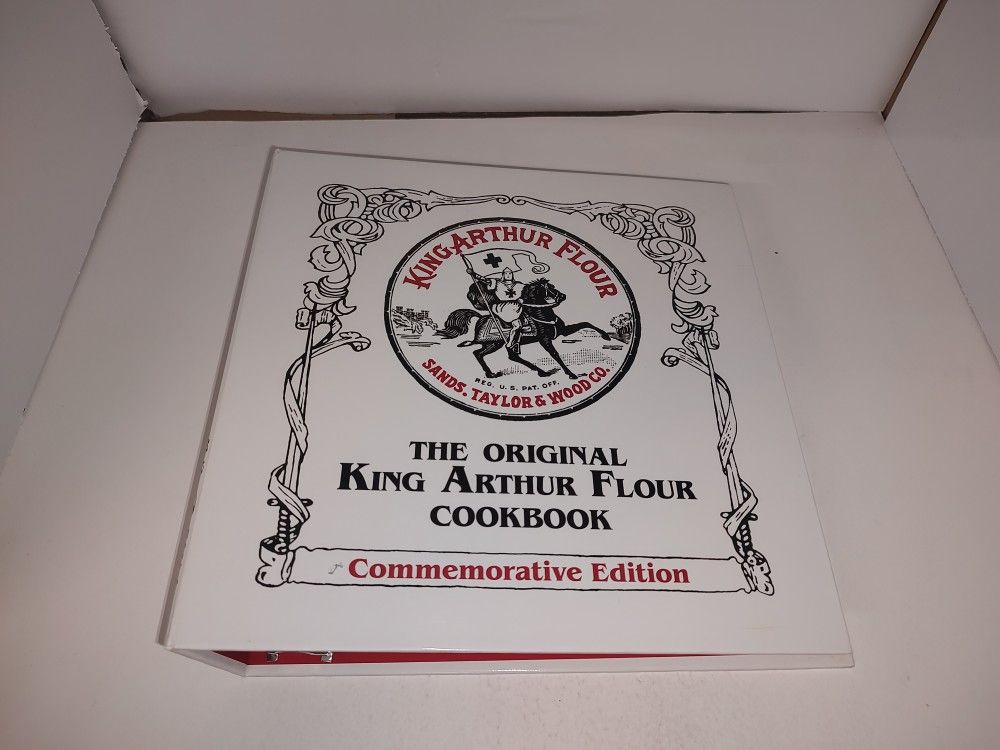 KING ARTHUR FLOUR
REG. U. S. PAT. OFF.
SANDS, TAYLOR & WOOD CO.
THE ORIGINAL
KING ARTHUR FLOUR
COOKBOOK
Commemorative Edition